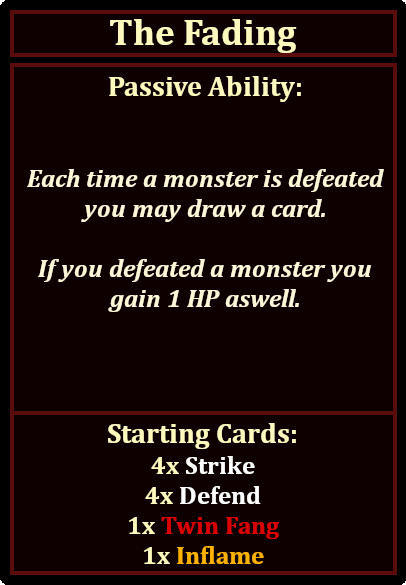 The Fading
Passive Ability:
Each time a monster is defeated
you may draw a card.
If you defeated a monster you
gain 1 HP aswell.
Starting Cards:
4x Strike
4x Defend
1x Twin Fang
1x Inflame